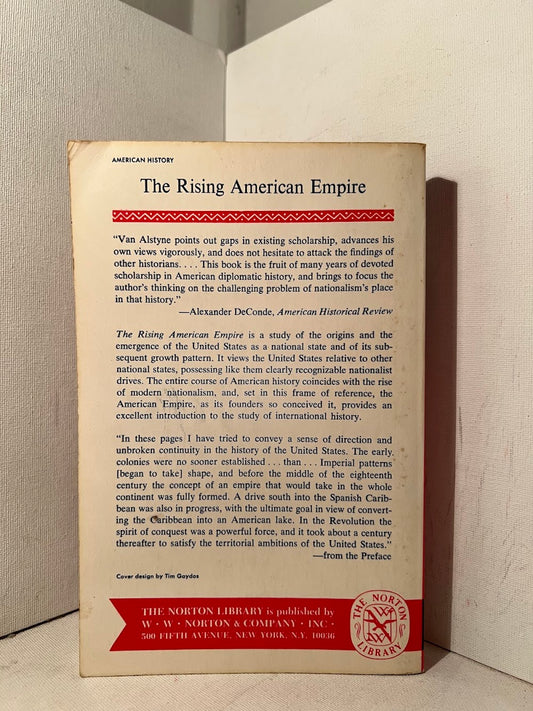 AMERICAN HISTORY
The Rising American Empire
“Van Alstyne points out gaps in existing scholarship, advances his
own views vigorously, and does not hesitate to attack the findings of
other historians. . . . This book is the fruit of many years of devoted
scholarship in American diplomatic history, and brings to focus the
author's thinking on the challenging problem of nationalism's place
in that history.”
—Alexander DeConde, American Historical Review
The Rising American Empire is a study of the origins and the
emergence of the United States as a national state and of its sub-
sequent growth pattern. It views the United States relative to other
national states, possessing like them clearly recognizable nationalist
drives. The entire course of American history coincides with the rise
of modern nationalism, and, set in this frame of reference, the
American Empire, as its founders so conceived it, provides an
excellent introduction to the study of international history.
“In these pages I have tried to convey a sense of direction and
unbroken continuity in the history of the United States. The early
colonies were no sooner established . . . than . . . Imperial patterns
[began to take] shape, and before the middle of the eighteenth
century the concept of an empire that would take in the whole
continent was fully formed. A drive south into the Spanish Carib-
bean was also in progress, with the ultimate goal in view of convert-
ing the Caribbean into an American lake. In the Revolution the
spirit of conquest was a powerful force, and it took about a century
thereafter to satisfy the territorial ambitions of the United States.”
—from the Preface
Cover design by Tim Gaydos
THE NORTON LIBRARY is published by
W · W · NORTON & COMPANY · INC ·
500 FIFTH AVENUE, NEW YORK, N.Y. 10036
THE NORTON
LIBRARY